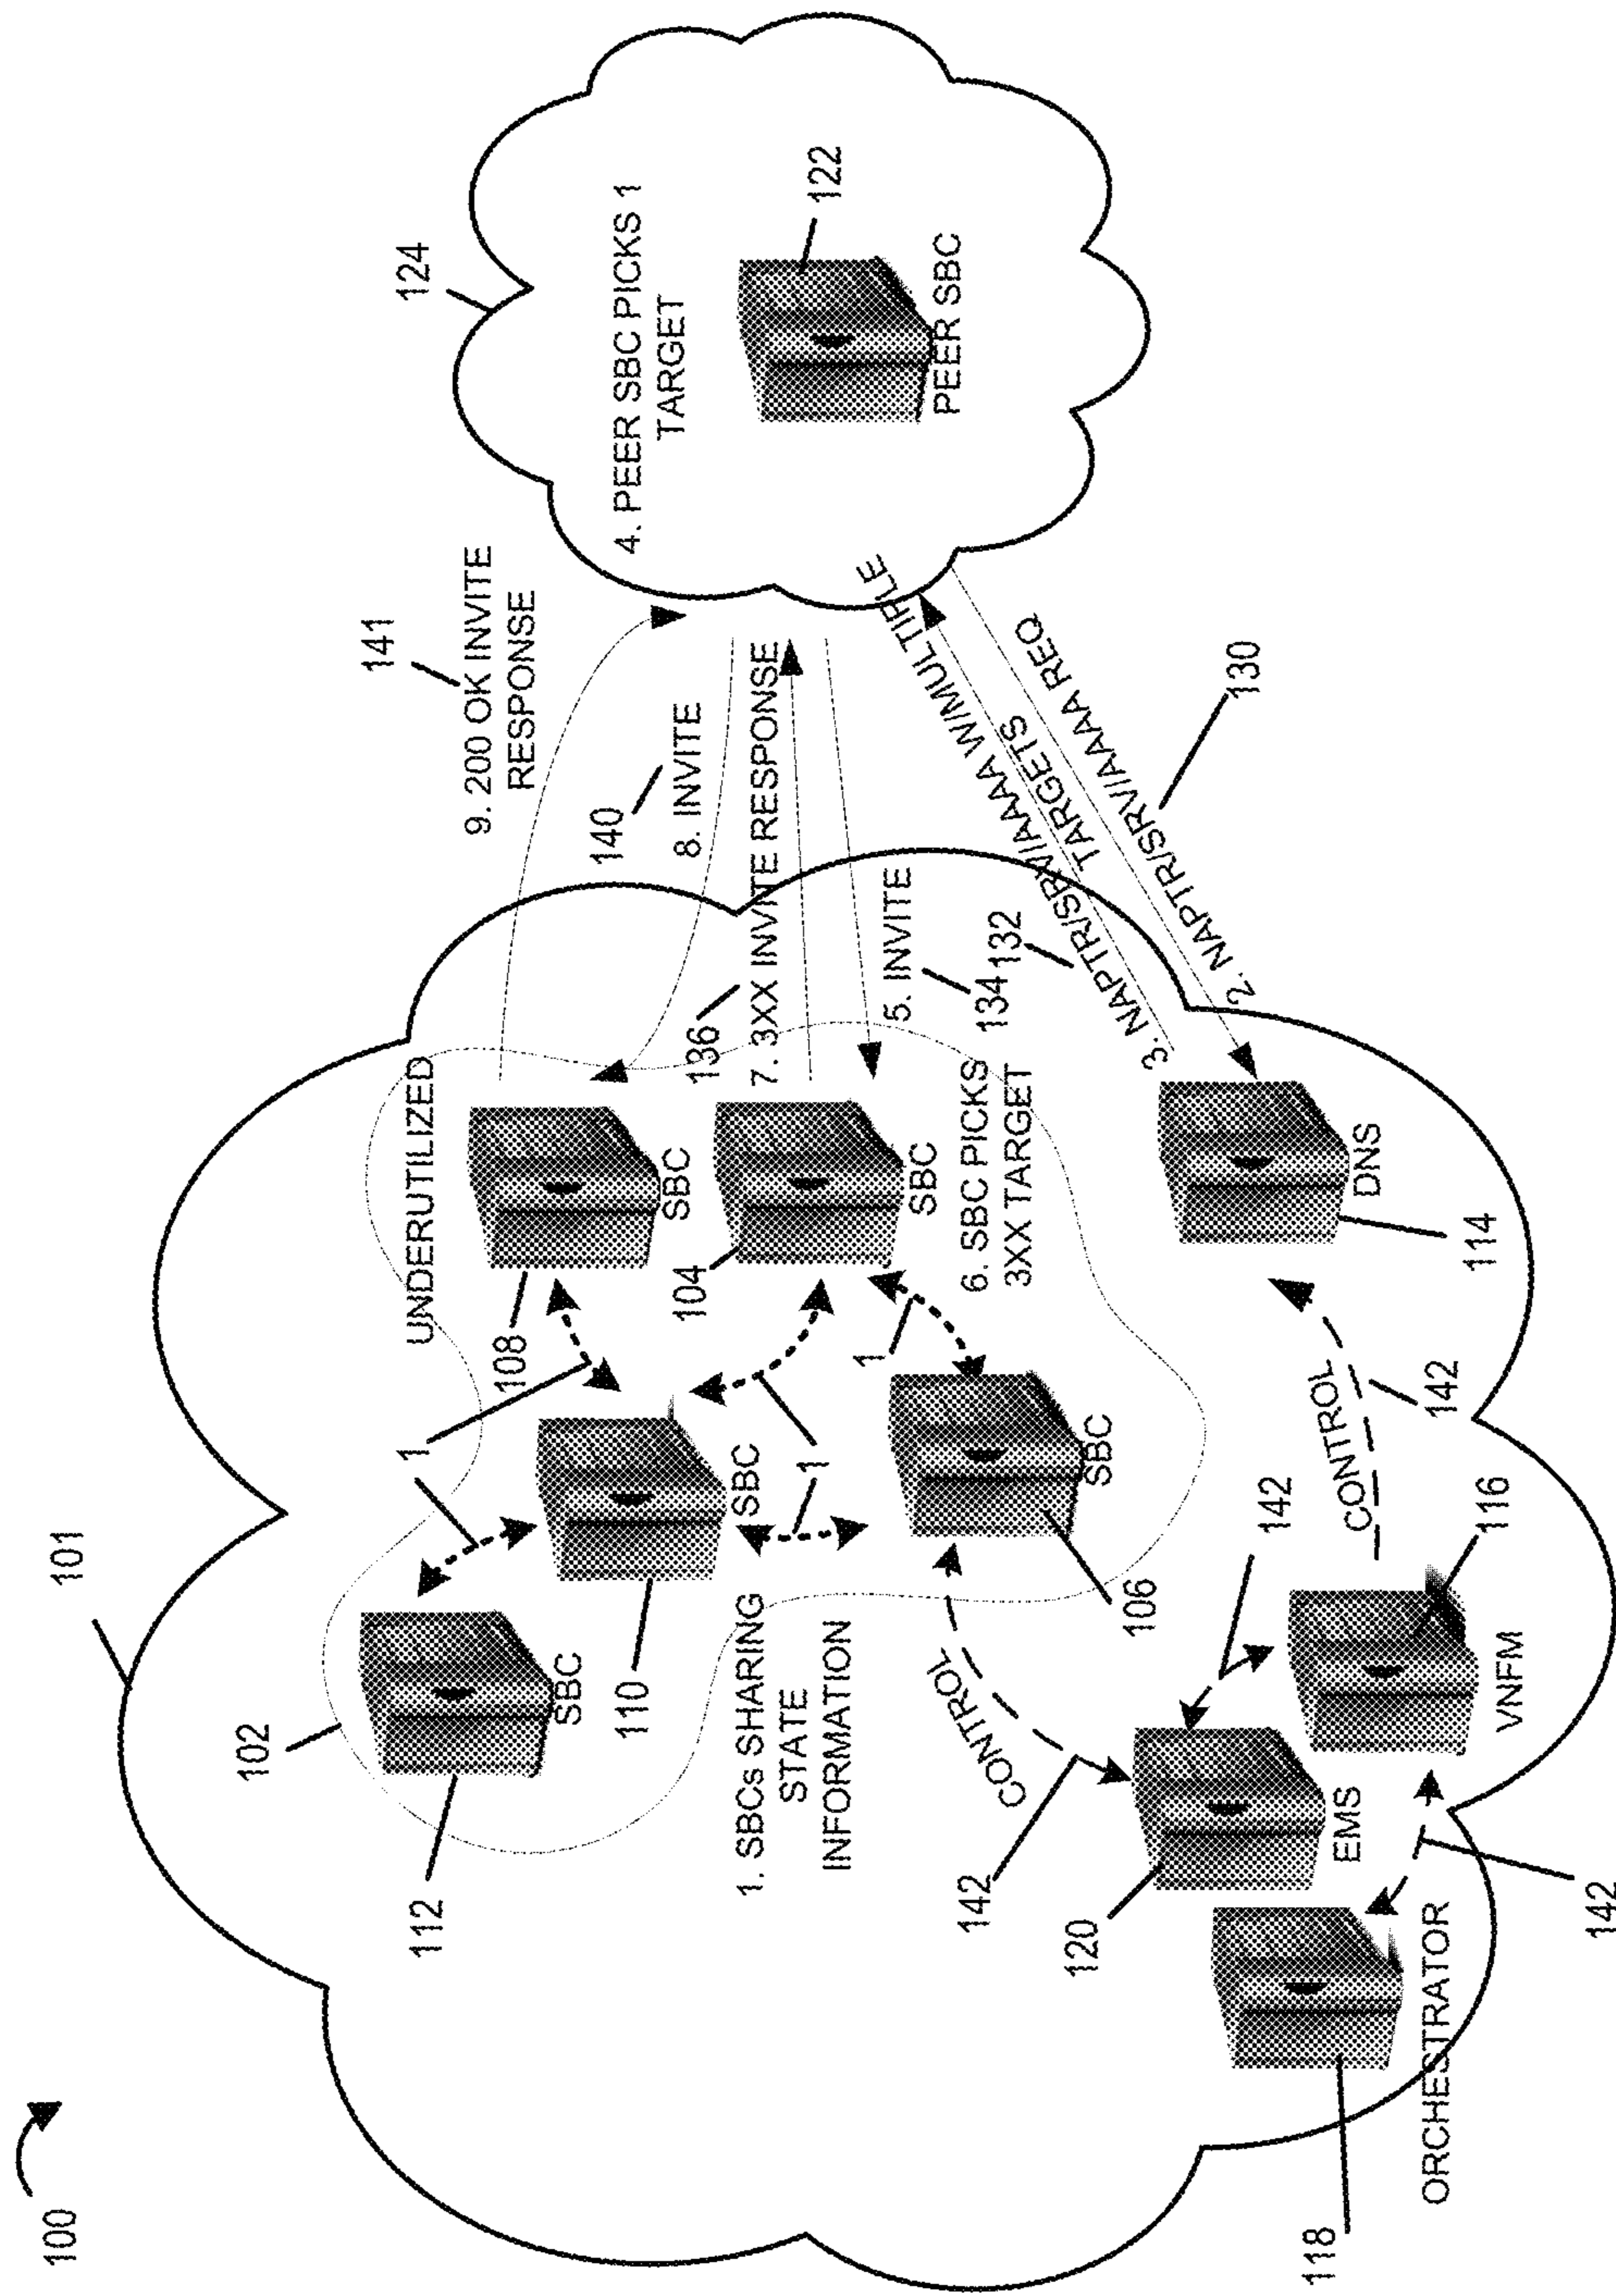 100
101
102
112
SBC
1
UNDERUTILIZED
141
9. 200 OK INVITE
RESPONSE
124
108
SBC
140
8. INVITE
4. PEER SBC PICKS 1
TARGET
122
PEER SBC
110
SBC
104
SBC
136
7. 3XX INVITE RESPONSE
1. SBCs SHARING
STATE
INFORMATION
1
1
5. INVITE
134
6. SBC PICKS
3XX TARGET
132
3. NAPTR/SRV/AAAA W/MULTIPLE
TARGETS
2. NAPTR/SRV/AAAA REQ
130
CONTROL
142
106
SBC
120
EMS
142
CONTROL
142
114
DNS
118
ORCHESTRATOR
116
VNFM
142